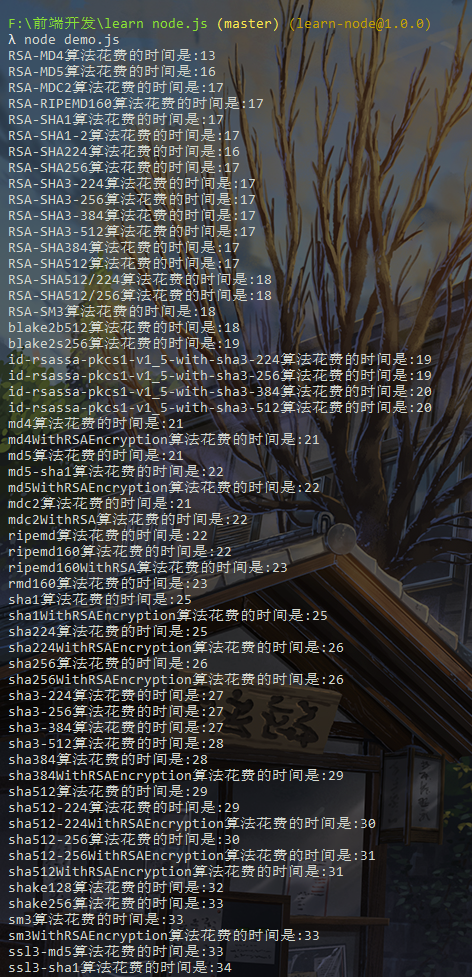 F:\前端开发\learn node.js (master) (learn-node@1.0.0)
λ node demo.js
RSA-MD4算法花费的时间是:13
RSA-MD5算法花费的时间是:16
RSA-MDC2算法花费的时间是:17
RSA-RIPEMD160算法花费的时间是:17
RSA-SHA1算法花费的时间是:17
RSA-SHA1-2算法花费的时间是:17
RSA-SHA224算法花费的时间是:16
RSA-SHA256算法花费的时间是:17
RSA-SHA3-224算法花费的时间是:17
RSA-SHA3-256算法花费的时间是:17
RSA-SHA3-384算法花费的时间是:17
RSA-SHA3-512算法花费的时间是:17
RSA-SHA384算法花费的时间是:17
RSA-SHA512算法花费的时间是:17
RSA-SHA512/224算法花费的时间是:18
RSA-SHA512/256算法花费的时间是:18
RSA-SM3算法花费的时间是:18
blake2b512算法花费的时间是:18
blake2s256算法花费的时间是:19
id-rsassa-pkcs1-v1_5-with-sha3-224算法花费的时间是:19
id-rsassa-pkcs1-v1_5-with-sha3-256算法花费的时间是:19
id-rsassa-pkcs1-v1_5-with-sha3-384算法花费的时间是:20
id-rsassa-pkcs1-v1_5-with-sha3-512算法花费的时间是:20
md4算法花费的时间是:21
md4WithRSAEncryption算法花费的时间是:21
md5算法花费的时间是:21
md5-sha1算法花费的时间是:22
md5WithRSAEncryption算法花费的时间是:22
mdc2算法花费的时间是:21
mdc2WithRSA算法花费的时间是:22
ripemd算法花费的时间是:22
ripemd160算法花费的时间是:22
ripemd160WithRSA算法花费的时间是:23
rmd160算法花费的时间是:23
sha1算法花费的时间是:25
sha1WithRSAEncryption算法花费的时间是:25
sha224算法花费的时间是:25
sha224WithRSAEncryption算法花费的时间是:26
sha256算法花费的时间是:26
sha256WithRSAEncryption算法花费的时间是:26
sha3-224算法花费的时间是:27
sha3-256算法花费的时间是:27
sha3-384算法花费的时间是:27
sha3-512算法花费的时间是:28
sha384算法花费的时间是:28
sha384WithRSAEncryption算法花费的时间是:29
sha512算法花费的时间是:29
sha512-224算法花费的时间是:29
sha512-224WithRSAEncryption算法花费的时间是:30
sha512-256算法花费的时间是:30
sha512-256WithRSAEncryption算法花费的时间是:31
sha512WithRSAEncryption算法花费的时间是:31
shake128算法花费的时间是:32
shake256算法花费的时间是:33
sm3算法花费的时间是:33
sm3WithRSAEncryption算法花费的时间是:33
ssl3-md5算法花费的时间是:33
ssl3-sha1算法花费的时间是:34